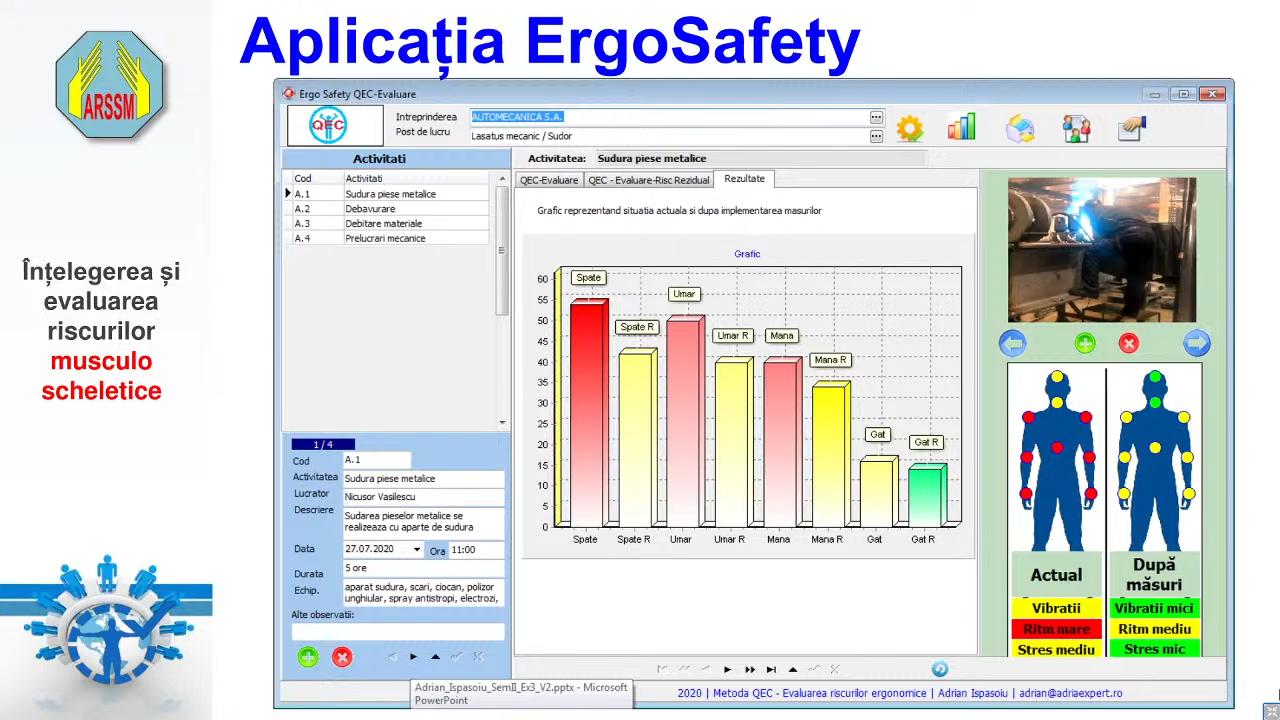 Aplicația ErgoSafety
ARSSM
Înțelegerea și
evaluarea
riscurilor
musculo
scheletice
Ergo Safety QEC-Evaluare
QEC
Intreprinderea
AUTOMECANICA S.A.
Post de lucru
Lasatus mecanic / Sudor
Activitati
Activitatea: Sudura piese metalice
Cod Activitati
A.1 Sudura piese metalice
A.2 Debavurare
A.3 Debitare materiale
A.4 Prelucrari mecanice
QEC-Evaluare QEC - Evaluare-Risc Rezidual Rezultate
Grafic reprezentand situatia actuala si dupa implementarea masurilor
Grafic
60
55
50
45
40
35
30
25
20
15
10
5
0
Spate
Spate R
Umar
Umar R
Mana
Mana R
Gat
Gat R
Spate Spate R Umar Umar R Mana Mana R Gat Gat R
1 / 4
Cod A.1
Activitatea Sudura piese metalice
Lucrator Nicusor Vasilescu
Descriere Sudarea pieselor metalice se
realizeaza cu aparte de sudura
Data 27.07.2020 Ora 11:00
Durata 5 ore
Echip. aparat sudura, scari, ciocan, polizor
unghiular, spray antistropi, electrozi,
Alte observatii:
Actual
După
măsuri
Vibratii Vibratii mici
Ritm mare Ritm mediu
Stres mediu Stres mic
Adrian_Ispasoiu_SemII_Ex3_V2.pptx - Microsoft
PowerPoint
2020 | Metoda QEC - Evaluarea riscurilor ergonomice | Adrian Ispasoiu | adrian@adriaexpert.ro